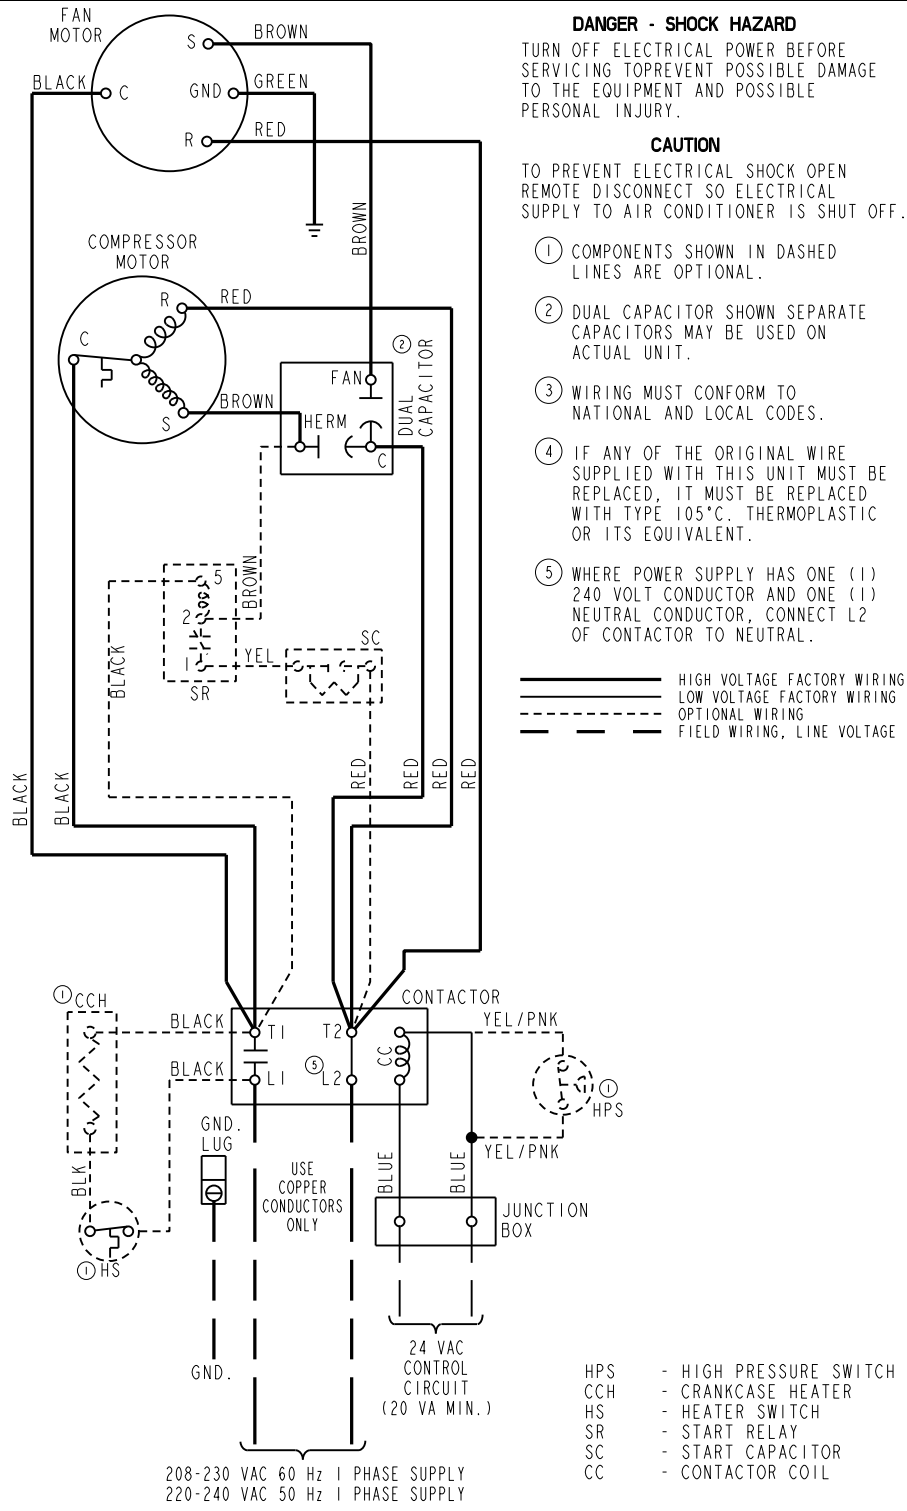 FAN
MOTOR
S
BROWN
BLACK
C
GND
GREEN
R
RED
BROWN
COMPRESSOR
MOTOR
R
RED
C
S
BROWN
2
FAN
HERM
C
DUAL
CAPACITOR
5
2
1
SR
BROWN
YEL
SC
BLACK
BLACK
BLACK
RED
RED
RED
RED
DANGER - SHOCK HAZARD
TURN OFF ELECTRICAL POWER BEFORE
SERVICING TOPREVENT POSSIBLE DAMAGE
TO THE EQUIPMENT AND POSSIBLE
PERSONAL INJURY.
CAUTION
TO PREVENT ELECTRICAL SHOCK OPEN
REMOTE DISCONNECT SO ELECTRICAL
SUPPLY TO AIR CONDITIONER IS SHUT OFF.
1 COMPONENTS SHOWN IN DASHED
LINES ARE OPTIONAL.
2 DUAL CAPACITOR SHOWN SEPARATE
CAPACITORS MAY BE USED ON
ACTUAL UNIT.
3 WIRING MUST CONFORM TO
NATIONAL AND LOCAL CODES.
4 IF ANY OF THE ORIGINAL WIRE
SUPPLIED WITH THIS UNIT MUST BE
REPLACED, IT MUST BE REPLACED
WITH TYPE 105°C. THERMOPLASTIC
OR ITS EQUIVALENT.
5 WHERE POWER SUPPLY HAS ONE (1)
240 VOLT CONDUCTOR AND ONE (1)
NEUTRAL CONDUCTOR, CONNECT L2
OF CONTACTOR TO NEUTRAL.
HIGH VOLTAGE FACTORY WIRING
LOW VOLTAGE FACTORY WIRING
OPTIONAL WIRING
FIELD WIRING, LINE VOLTAGE
1 CCH
BLACK
BLACK
BLK
1 HS
CONTACTOR
T1
T2
CC
L1
5
L2
YEL/PNK
1
HPS
YEL/PNK
GND.
LUG
USE
COPPER
CONDUCTORS
ONLY
BLUE
BLUE
JUNCTION
BOX
GND.
24 VAC
CONTROL
CIRCUIT
(20 VA MIN.)
208-230 VAC 60 Hz 1 PHASE SUPPLY
220-240 VAC 50 Hz 1 PHASE SUPPLY
HPS - HIGH PRESSURE SWITCH
CCH - CRANKCASE HEATER
HS - HEATER SWITCH
SR - START RELAY
SC - START CAPACITOR
CC - CONTACTOR COIL